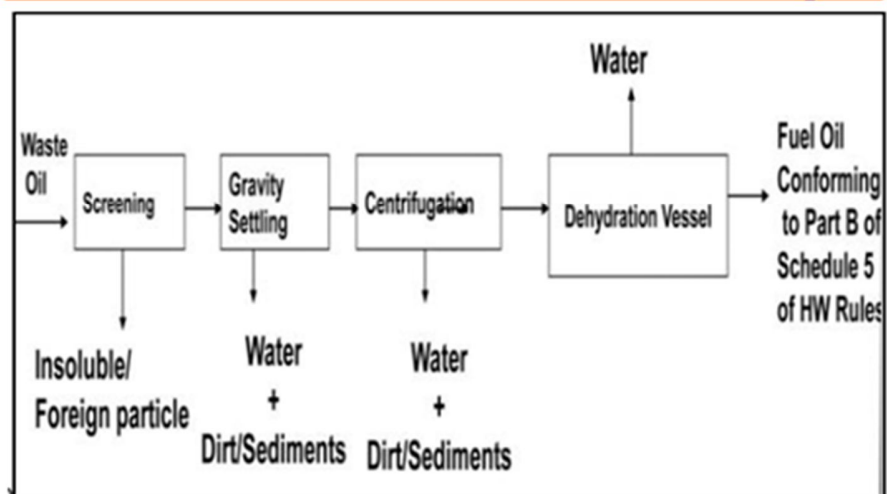 Water
Waste
Oil
Screening
Gravity
Settling
Centrifugation
Dehydration Vessel
Fuel Oil
Conforming
to Part B of
Schedule 5
of HW Rules
Insoluble/
Foreign particle
Water
+
Dirt/Sediments
Water
+
Dirt/Sediments